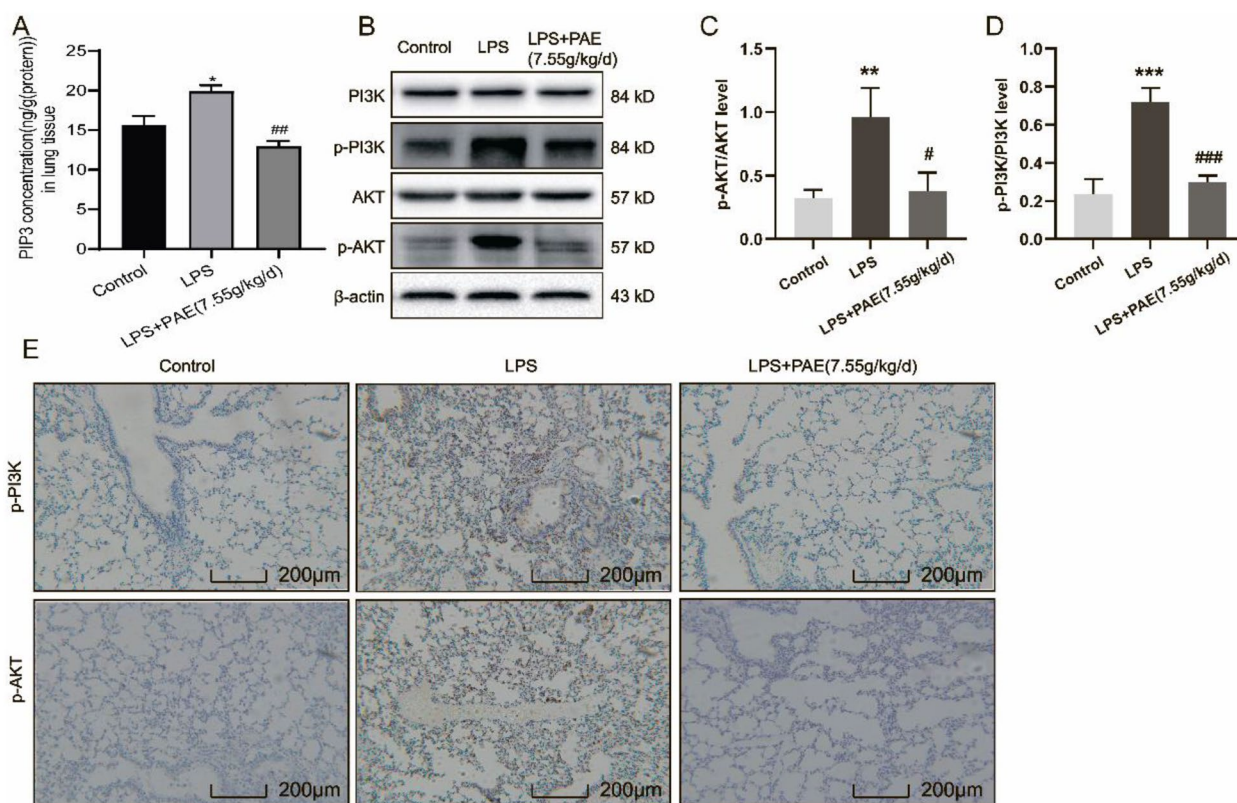 A
PIP3 concentration(ng/g(protern))
in lung tissue
25
20
15
10
5
0
*
##
Control
LPS
LPS+PAE(7.55g/kg/d)
B
Control
LPS
LPS+PAE
(7.55g/kg/d)
PI3K
84 kD
p-PI3K
84 kD
AKT
57 kD
p-AKT
57 kD
β-actin
43 kD
C
p-AKT/AKT level
1.5
1.0
0.5
0.0
**
#
Control
LPS
LPS+PAE(7.55g/kg/d)
D
p-PI3K/PI3K level
1.0
0.8
0.6
0.4
0.2
0.0
***
###
Control
LPS
LPS+PAE(7.55g/kg/d)
E
Control
LPS
LPS+PAE(7.55g/kg/d)
p-PI3K
200μm
200μm
200μm
p-AKT
200μm
200μm
200μm